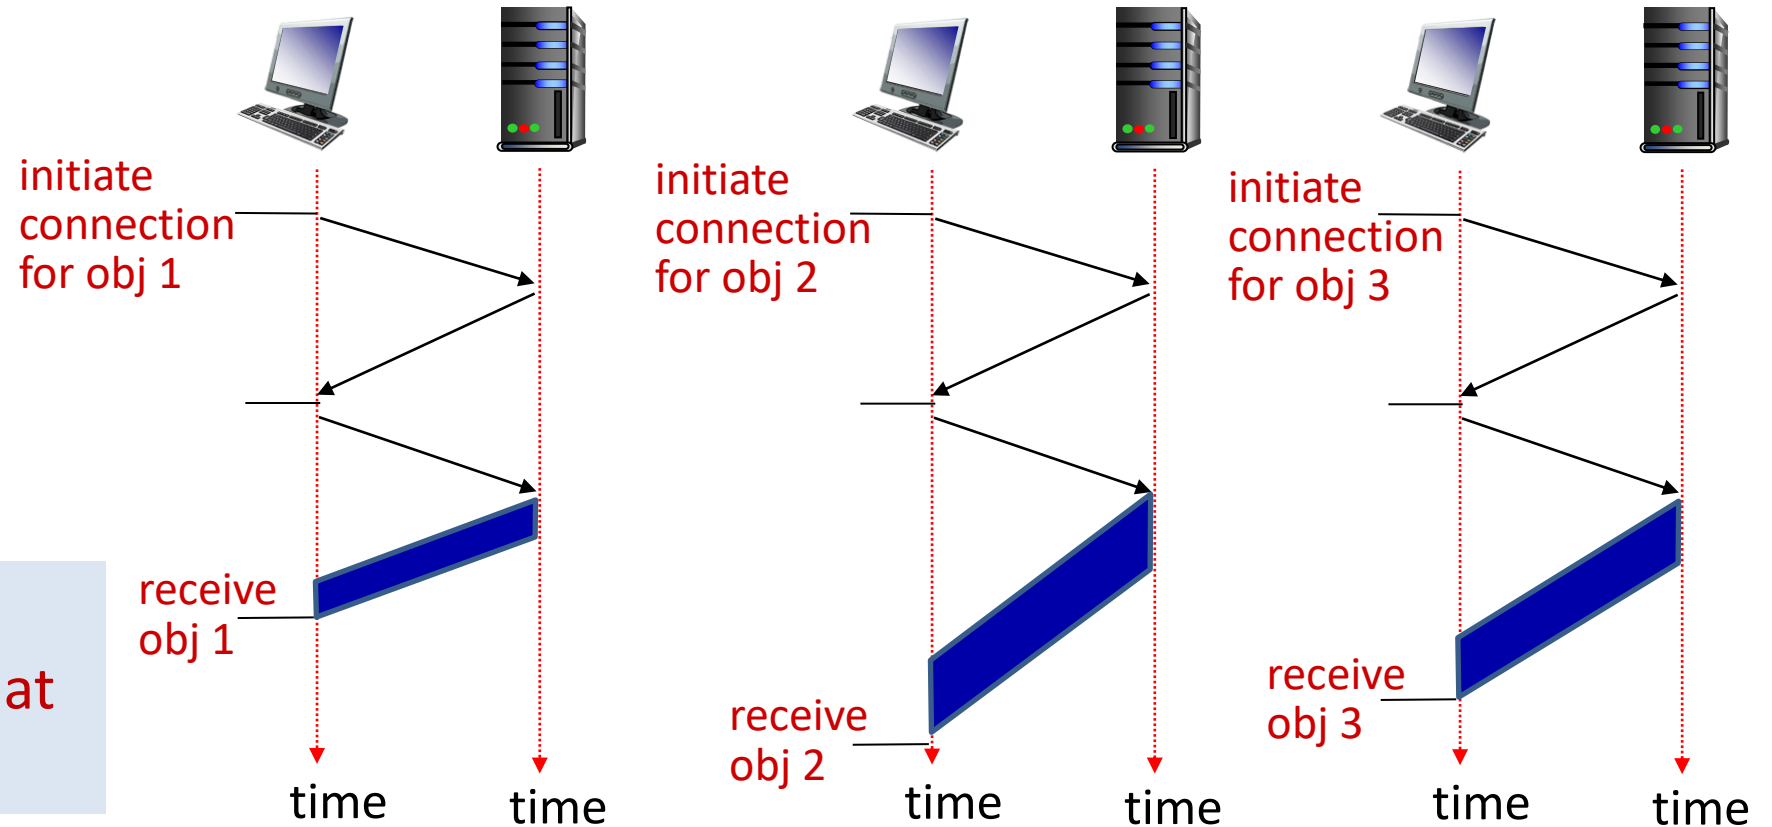 initiate
connection
for obj 1
initiate
connection
for obj 2
initiate
connection
for obj 3
receive
obj 1
at
receive
obj 2
receive
obj 3
time
time
time
time
time
time